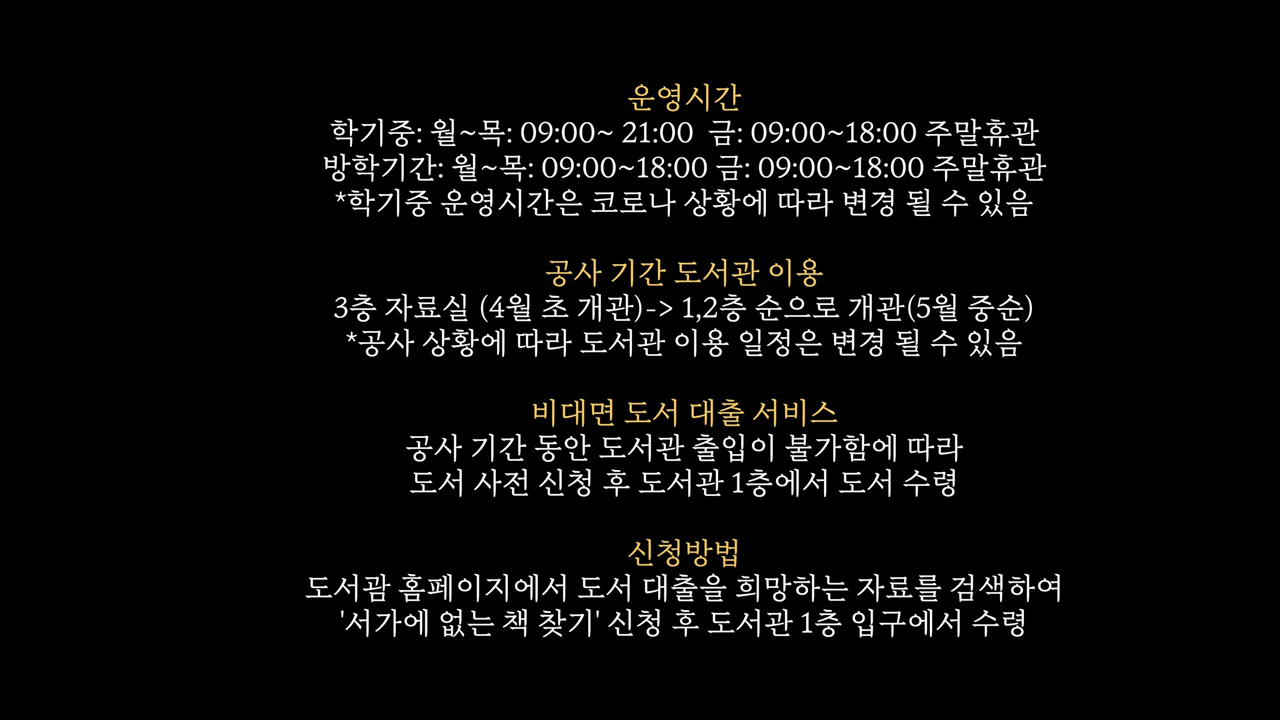 운영시간
학기중: 월~목: 09:00~ 21:00 금: 09:00~18:00 주말휴관
방학기간: 월~목: 09:00~18:00 금: 09:00~18:00 주말휴관
*학기중 운영시간은 코로나 상황에 따라 변경 될 수 있음
공사 기간 도서관 이용
3층 자료실 (4월 초 개관)-> 1,2층 순으로 개관(5월 중순)
*공사 상황에 따라 도서관 이용 일정은 변경 될 수 있음
비대면 도서 대출 서비스
공사 기간 동안 도서관 출입이 불가함에 따라
도서 사전 신청 후 도서관 1층에서 도서 수령
신청방법
도서괌 홈페이지에서 도서 대출을 희망하는 자료를 검색하여
'서가에 없는 책 찾기' 신청 후 도서관 1층 입구에서 수령